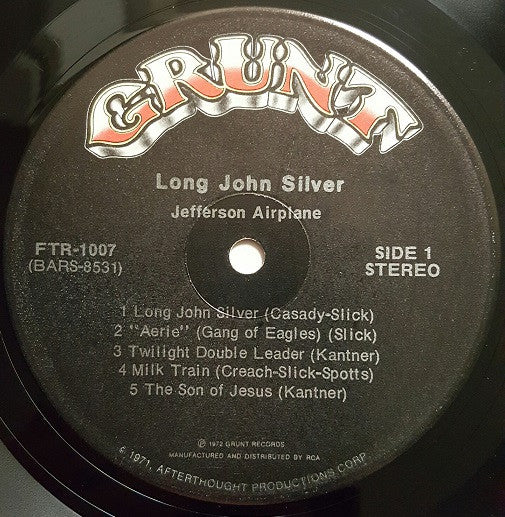 GRUNT
Long John Silver
Jefferson Airplane
FTR-1007
(BARS-8531)
SIDE 1
STEREO
1 Long John Silver (Casady-Slick)
2 "Aerie" (Gang of Eagles) (Slick)
3 Twilight Double Leader (Kantner)
4 Milk Train (Creach-Slick-Spotts)
5 The Son of Jesus (Kantner)
℗ 1972 GRUNT RECORDS
MANUFACTURED AND DISTRIBUTED BY RCA
© 1971, AFTERTHOUGHT PRODUCTIONS CORP.